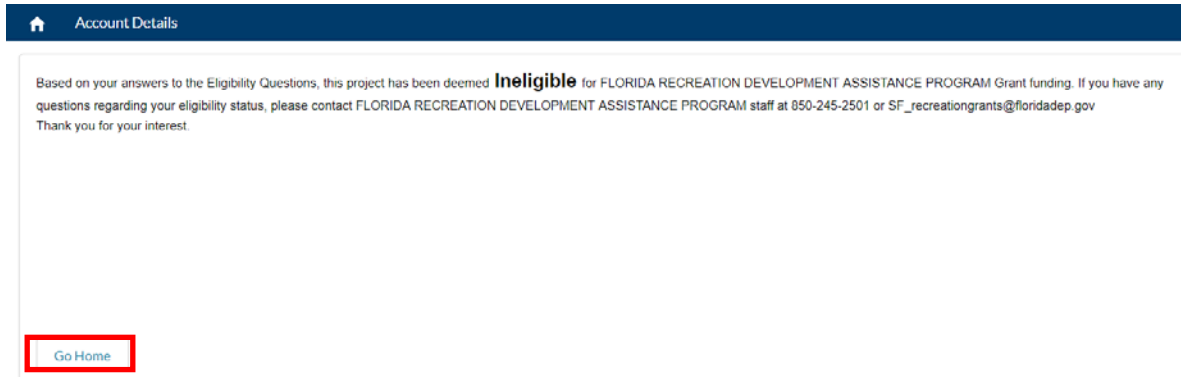 Account Details
Based on your answers to the Eligibility Questions, this project has been deemed Ineligible for FLORIDA RECREATION DEVELOPMENT ASSISTANCE PROGRAM Grant funding. If you have any
questions regarding your eligibility status, please contact FLORIDA RECREATION DEVELOPMENT ASSISTANCE PROGRAM staff at 850-245-2501 or SF_recreationgrants@floridadep.gov
Thank you for your interest.
Go Home